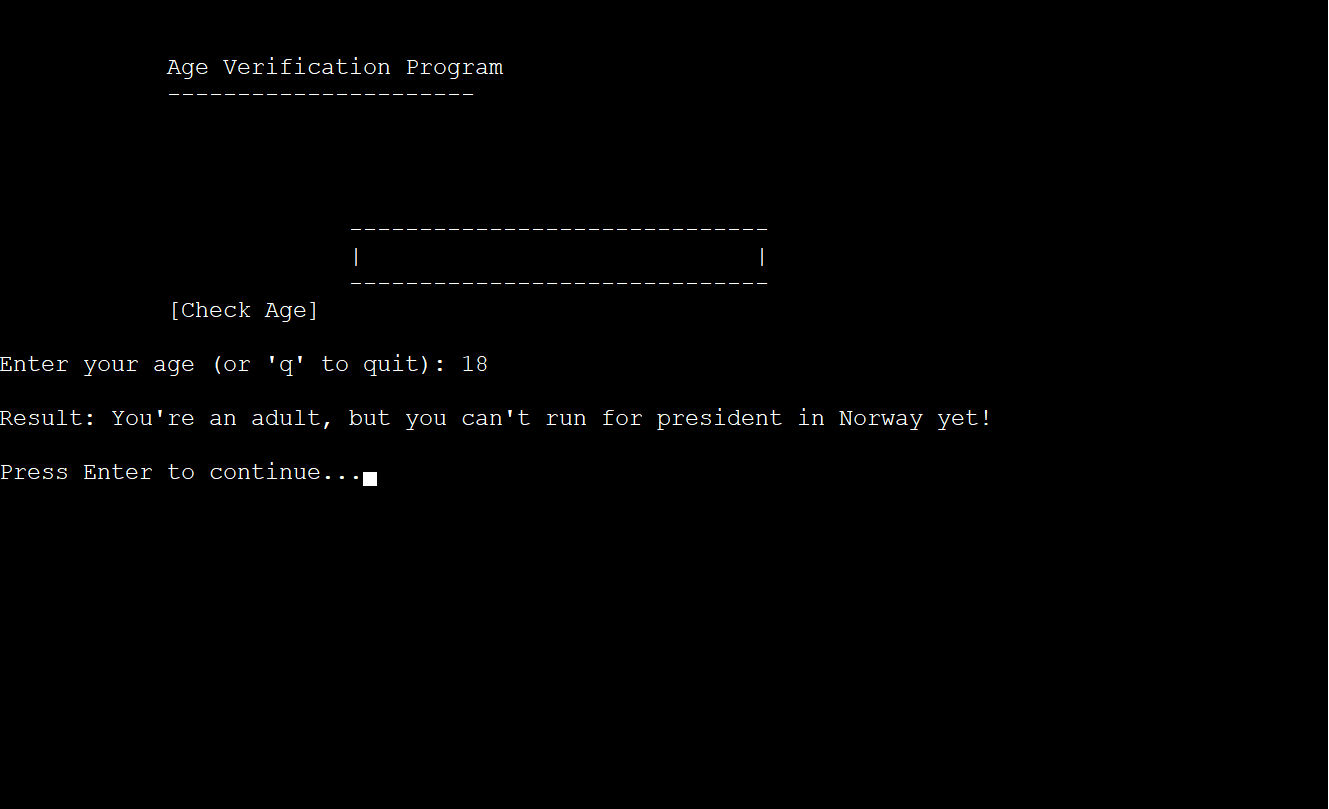 Age Verification Program
----------------------
------------------------------
|                            |
------------------------------
[Check Age]
Enter your age (or 'q' to quit): 18
Result: You're an adult, but you can't run for president in Norway yet!
Press Enter to continue...